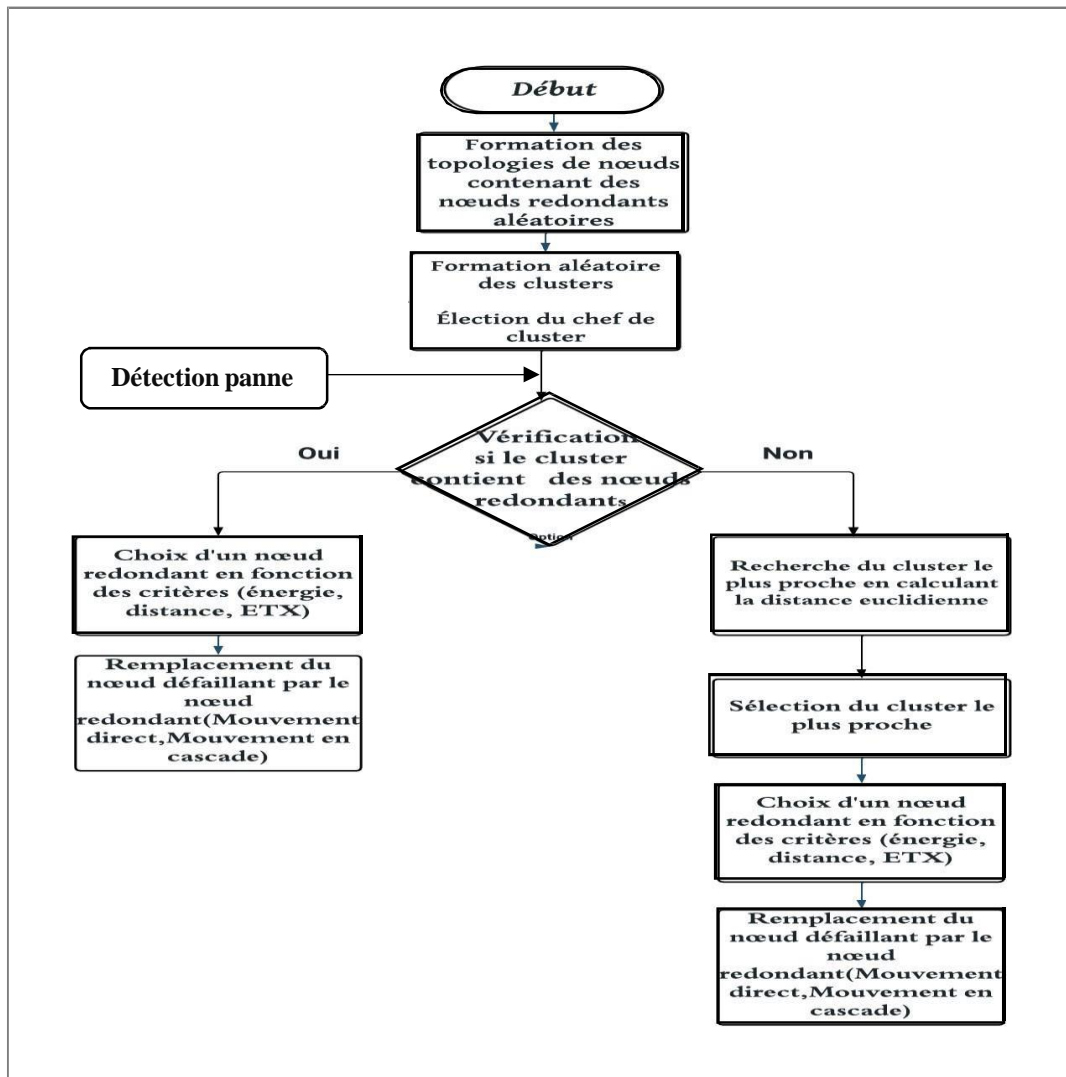 Début
Formation des
topologies de nœuds
contenant des
nœuds redondants
aléatoires
Formation aléatoire
des clusters
Élection du chef de
cluster
Détection panne
Vérification
si le cluster
contient des nœuds
redondants
Option
Oui
Non
Choix d'un nœud
redondant en fonction
des critères (énergie,
distance, ETX)
Remplacement du
nœud défaillant par le
nœud
redondant(Mouvement
direct,Mouvement en
cascade)
Recherche du cluster le
plus proche en calculant
la distance euclidienne
Sélection du cluster le
plus proche
Choix d'un nœud
redondant en fonction
des critères (énergie,
distance, ETX)
Remplacement du
nœud défaillant par le
nœud
redondant(Mouvement
direct,Mouvement en
cascade)